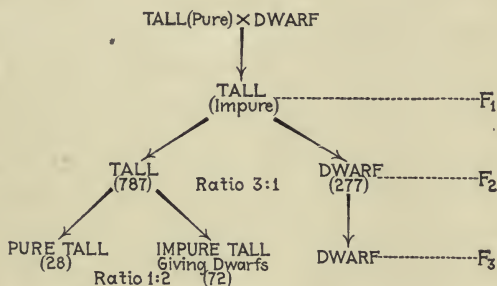 TALL(Pure) × DWARF
TALL
(Impure)
F1
TALL
(787)
Ratio 3:1
DWARF
(277)
F2
PURE TALL
(28)
IMPURE TALL
Giving Dwarfs
(72)
Ratio 1:2
DWARF
F3